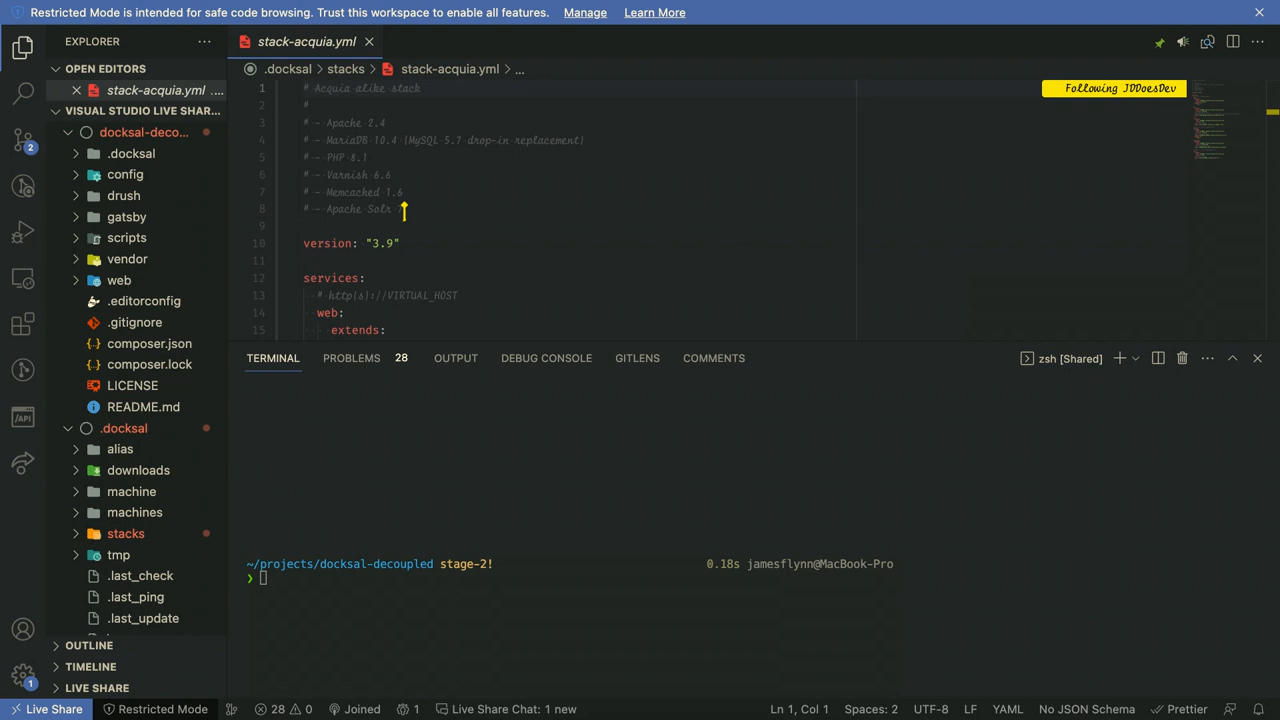 Restricted Mode is intended for safe code browsing. Trust this workspace to enable all features. Manage Learn More
EXPLORER
stack-acquia.yml
OPEN EDITORS
stack-acquia.yml ....
VISUAL STUDIO LIVE SHAR...
docksal-deco...
.docksal
config
drush
gatsby
scripts
vendor
web
.editorconfig
.gitignore
composer.json
composer.lock
LICENSE
README.md
.docksal
alias
downloads
machine
machines
stacks
tmp
.last_check
.last_ping
.last_update
OUTLINE
TIMELINE
LIVE SHARE
2
/API
1
.docksal › stacks › stack-acquia.yml › ...
Following JDDoesDev
1 # Acquia alike stack
2 #
3 # - Apache 2.4
4 # - MariaDB 10.4 (MySQL 5.7 drop-in replacement)
5 # - PHP 8.1
6 # - Varnish 6.6
7 # - Memcached 1.6
8 # - Apache Solr
9
10 version: "3.9"
11
12 services:
13 # http(s)://VIRTUAL_HOST
14 web:
15 extends:
TERMINAL PROBLEMS 28 OUTPUT DEBUG CONSOLE GITLENS COMMENTS
zsh [Shared]
~/projects/docksal-decoupled stage-2! 0.18s jamesflynn@MacBook-Pro
❯
Live Share Restricted Mode 28 0 Joined 1 Live Share Chat: 1 new Ln 1, Col 1 Spaces: 2 UTF-8 LF YAML No JSON Schema Prettier